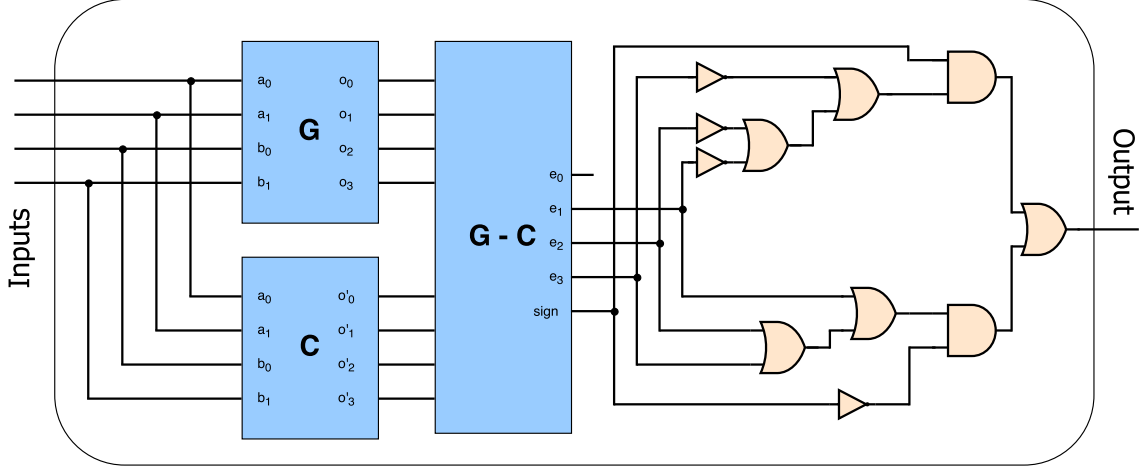 Inputs
a0
a1
b0
b1
G
o0
o1
o2
o3
a0
a1
b0
b1
C
o'0
o'1
o'2
o'3
G - C
e0
e1
e2
e3
sign
Output